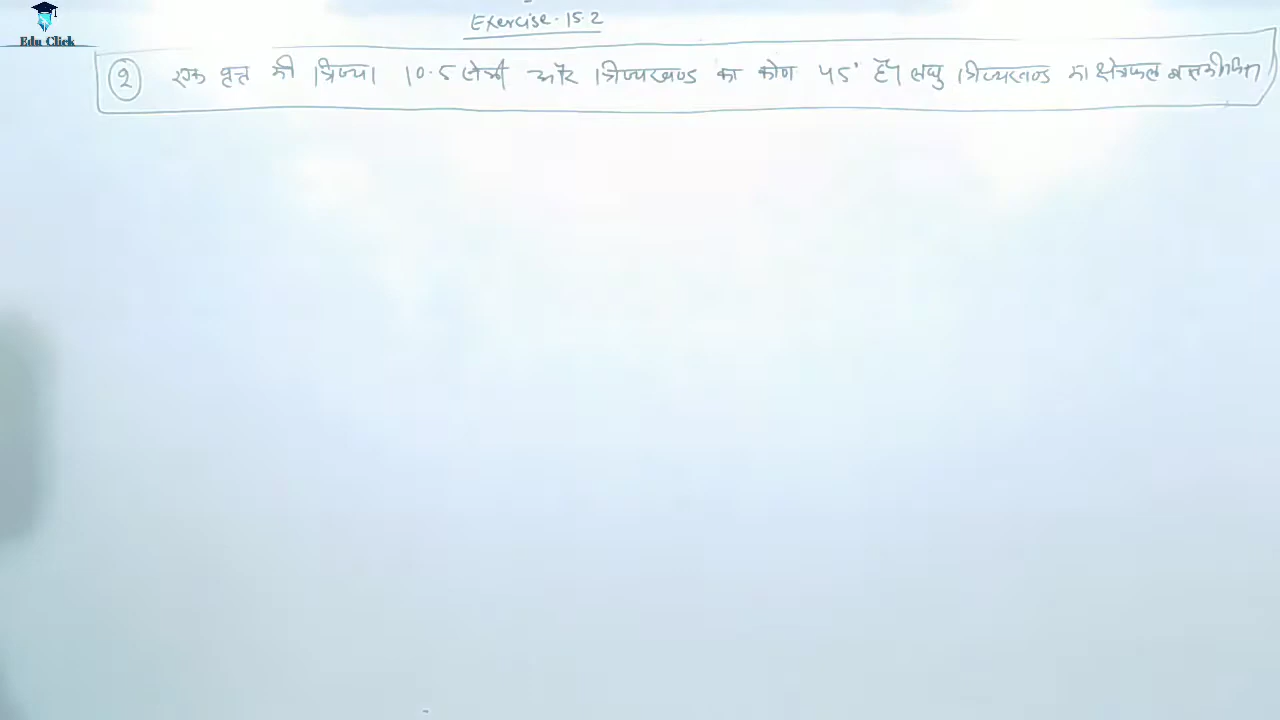 Exercise-15.2
Edu Click
② एक वृत्त की त्रिज्या 10.5 सेमी और त्रिज्यखण्ड का कोण 45° है। लघु त्रिज्यखण्ड का क्षेत्रफल